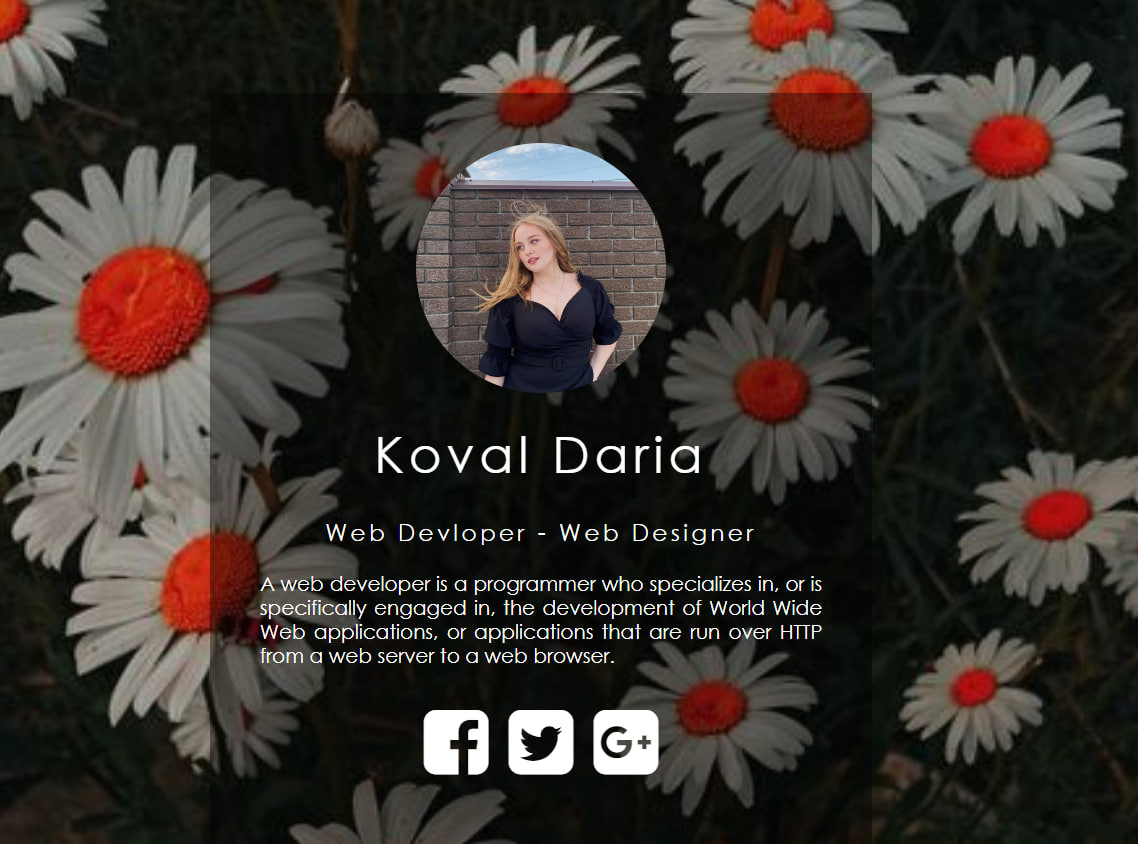 Koval Daria
Web Devloper - Web Designer
A web developer is a programmer who specializes in, or is
specifically engaged in, the development of World Wide
Web applications, or applications that are run over HTTP
from a web server to a web browser.
G+